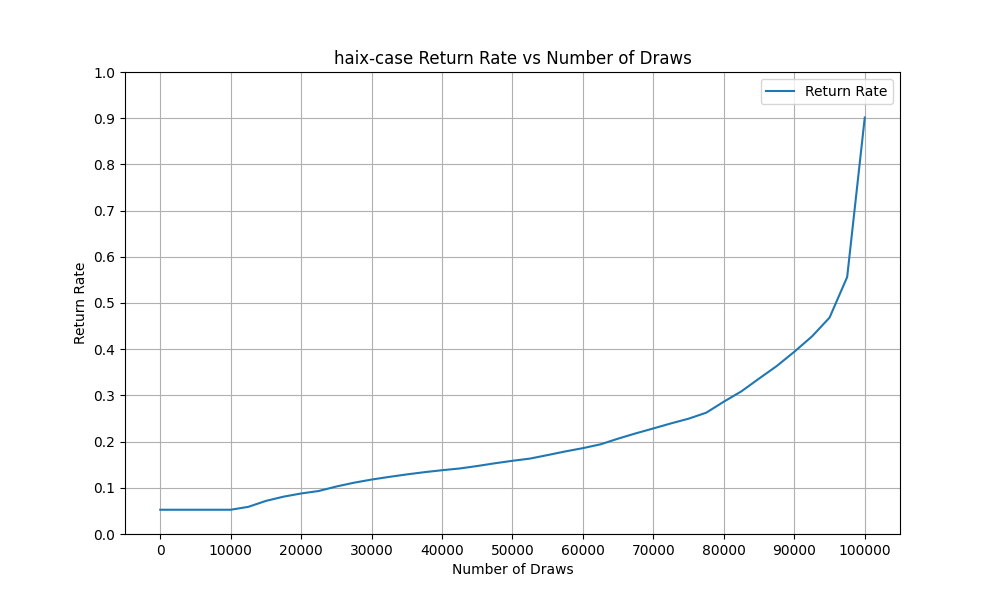 haix-case Return Rate vs Number of Draws
Return Rate
1.0
0.9
0.8
0.7
0.6
0.5
0.4
0.3
0.2
0.1
0.0
Return Rate
0 10000 20000 30000 40000 50000 60000 70000 80000 90000 100000
Number of Draws